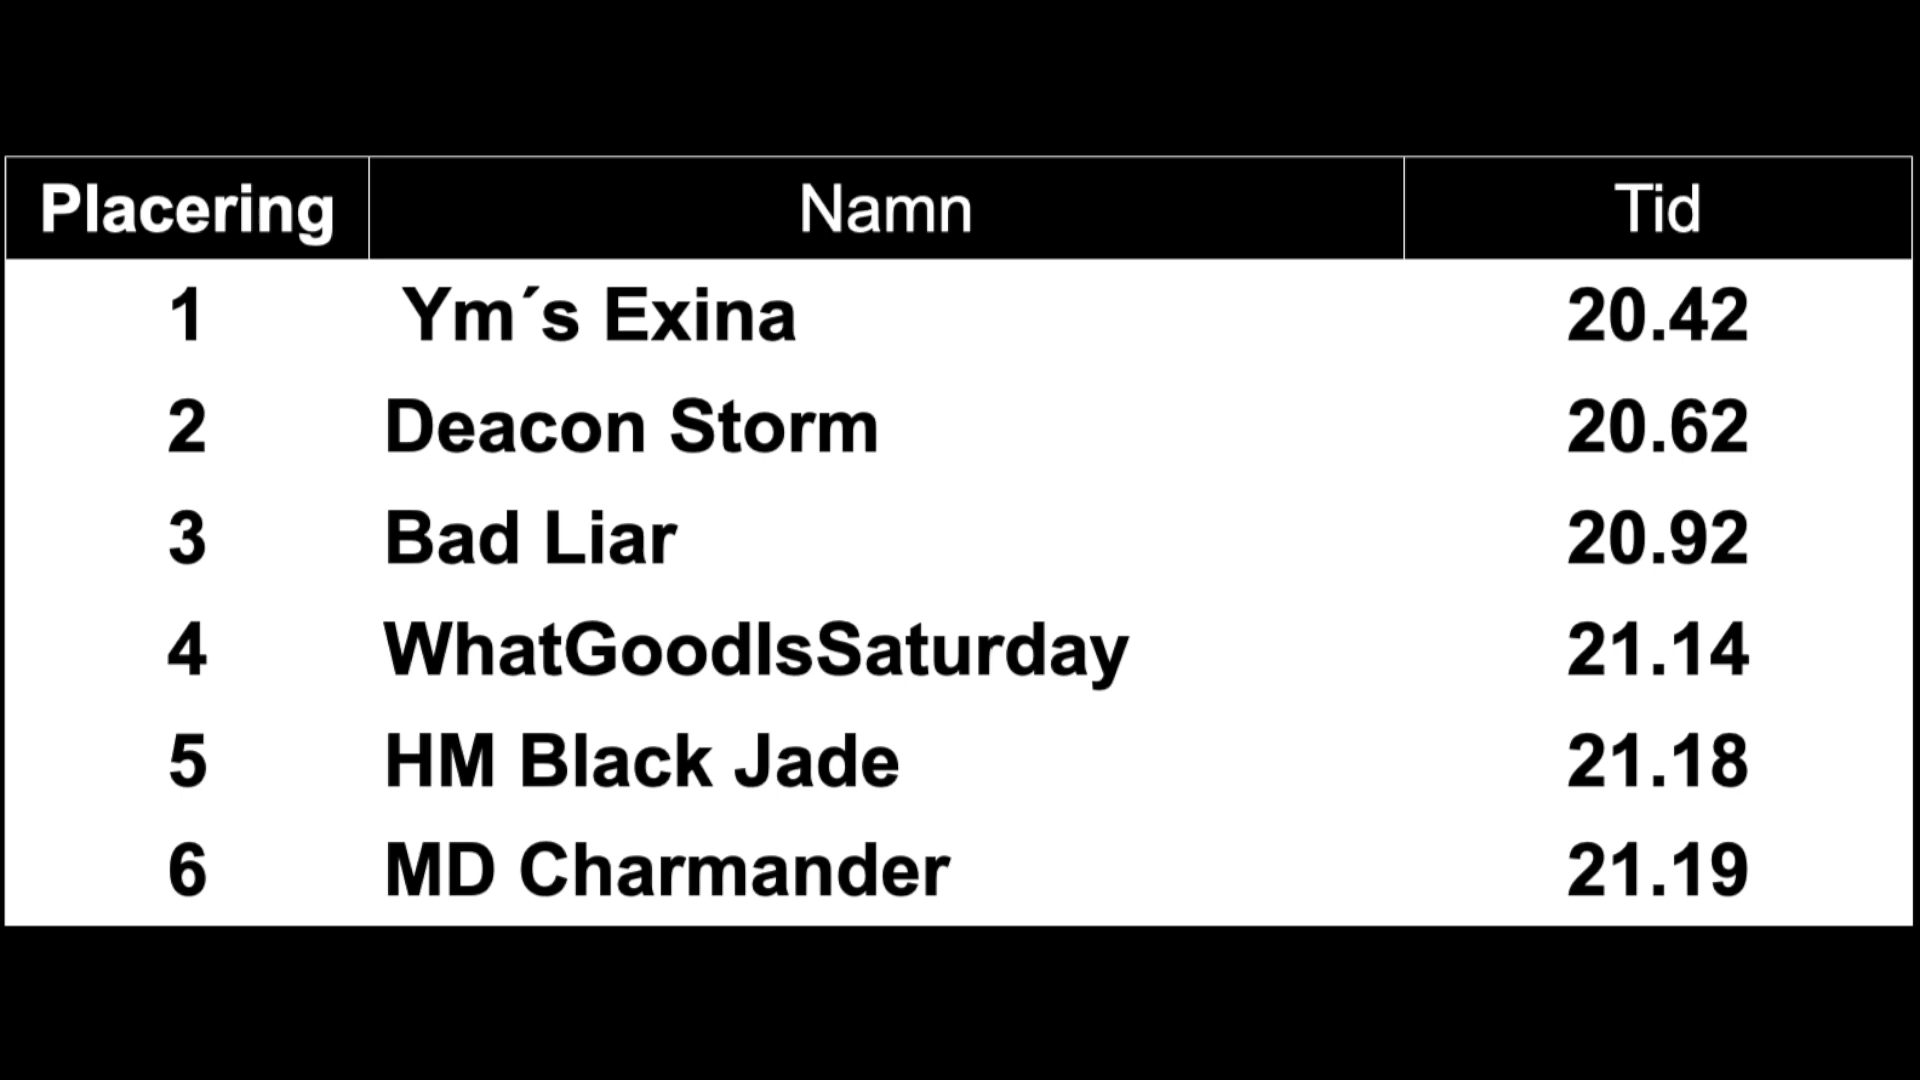 Placering Namn Tid
1 Ym´s Exina 20.42
2 Deacon Storm 20.62
3 Bad Liar 20.92
4 WhatGoodIsSaturday 21.14
5 HM Black Jade 21.18
6 MD Charmander 21.19